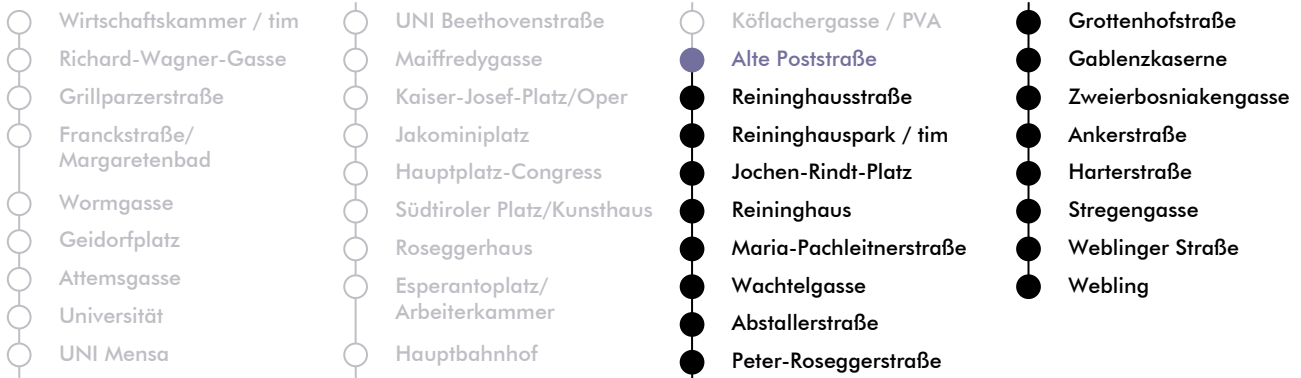 Wirtschaftskammer / tim
Richard-Wagner-Gasse
Grillparzerstraße
Franckstraße/
Margaretenbad
Wormgasse
Geidorfplatz
Attemsgasse
Universität
UNI Mensa
UNI Beethovenstraße
Maiffredygasse
Kaiser-Josef-Platz/Oper
Jakominiplatz
Hauptplatz-Congress
Südtiroler Platz/Kunsthaus
Roseggerhaus
Esperantoplatz/
Arbeiterkammer
Hauptbahnhof
Köflachergasse / PVA
Alte Poststraße
Reininghausstraße
Reininghauspark / tim
Jochen-Rindt-Platz
Reininghaus
Maria-Pachleitnerstraße
Wachtelgasse
Abstallerstraße
Peter-Roseggerstraße
Grottenhofstraße
Gablenzkaserne
Zweierbosniakengasse
Ankerstraße
Harterstraße
Stregengasse
Weblinger Straße
Webling